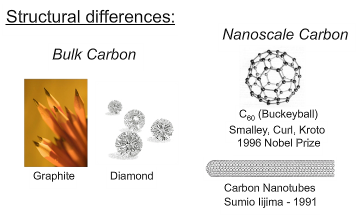 Structural differences:
Bulk Carbon
Graphite
Diamond
Nanoscale Carbon
C₆₀ (Buckeyball)
Smalley, Curl, Kroto
1996 Nobel Prize
Carbon Nanotubes
Sumio Iijima - 1991